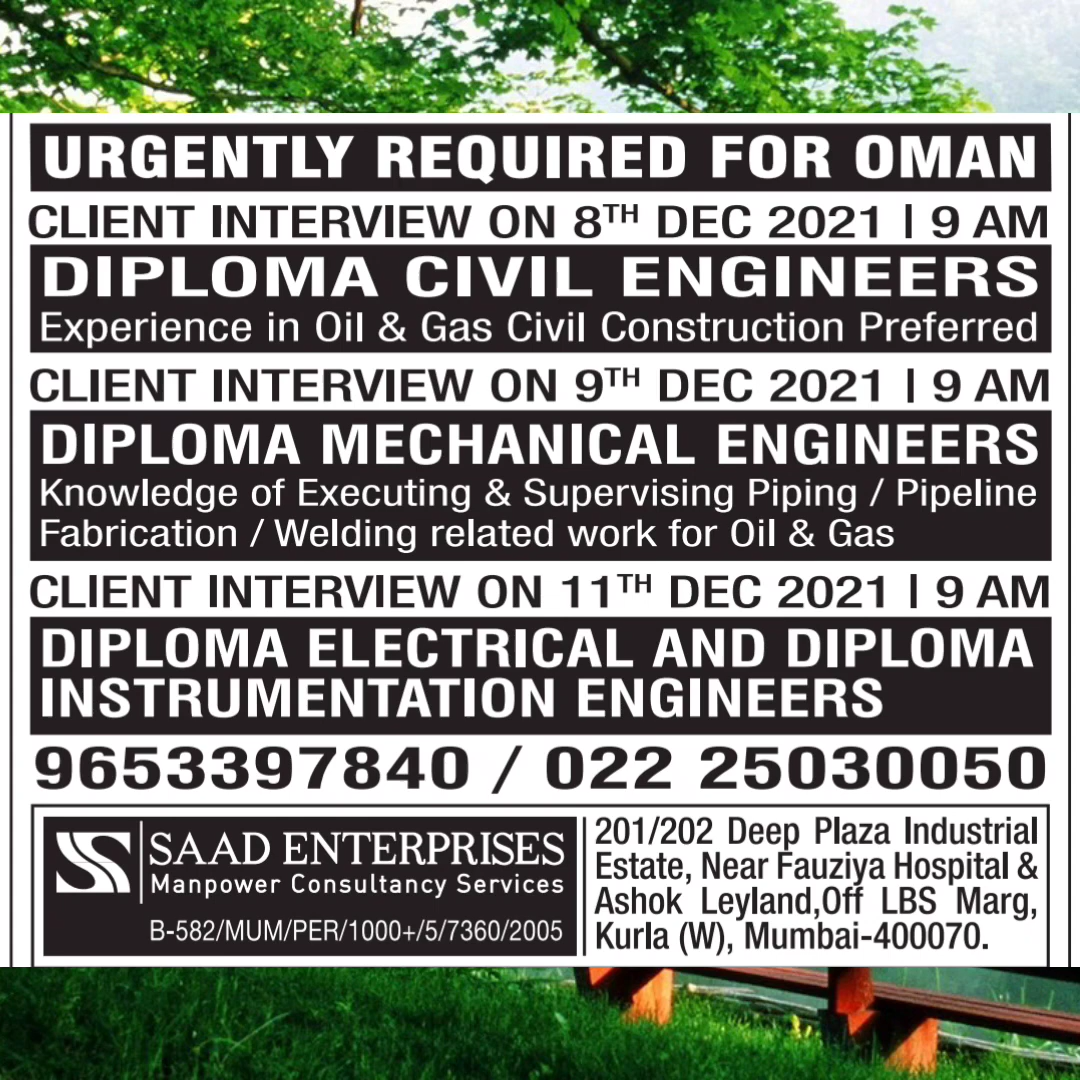 URGENTLY REQUIRED FOR OMAN
CLIENT INTERVIEW ON 8TH DEC 2021 | 9 AM
DIPLOMA CIVIL ENGINEERS
Experience in Oil & Gas Civil Construction Preferred
CLIENT INTERVIEW ON 9TH DEC 2021 | 9 AM
DIPLOMA MECHANICAL ENGINEERS
Knowledge of Executing & Supervising Piping / Pipeline
Fabrication / Welding related work for Oil & Gas
CLIENT INTERVIEW ON 11TH DEC 2021 | 9 AM
DIPLOMA ELECTRICAL AND DIPLOMA
INSTRUMENTATION ENGINEERS
9653397840 / 022 25030050
SAAD ENTERPRISES
Manpower Consultancy Services
B-582/MUM/PER/1000+/5/7360/2005
201/202 Deep Plaza Industrial
Estate, Near Fauziya Hospital &
Ashok Leyland,Off LBS Marg,
Kurla (W), Mumbai-400070.